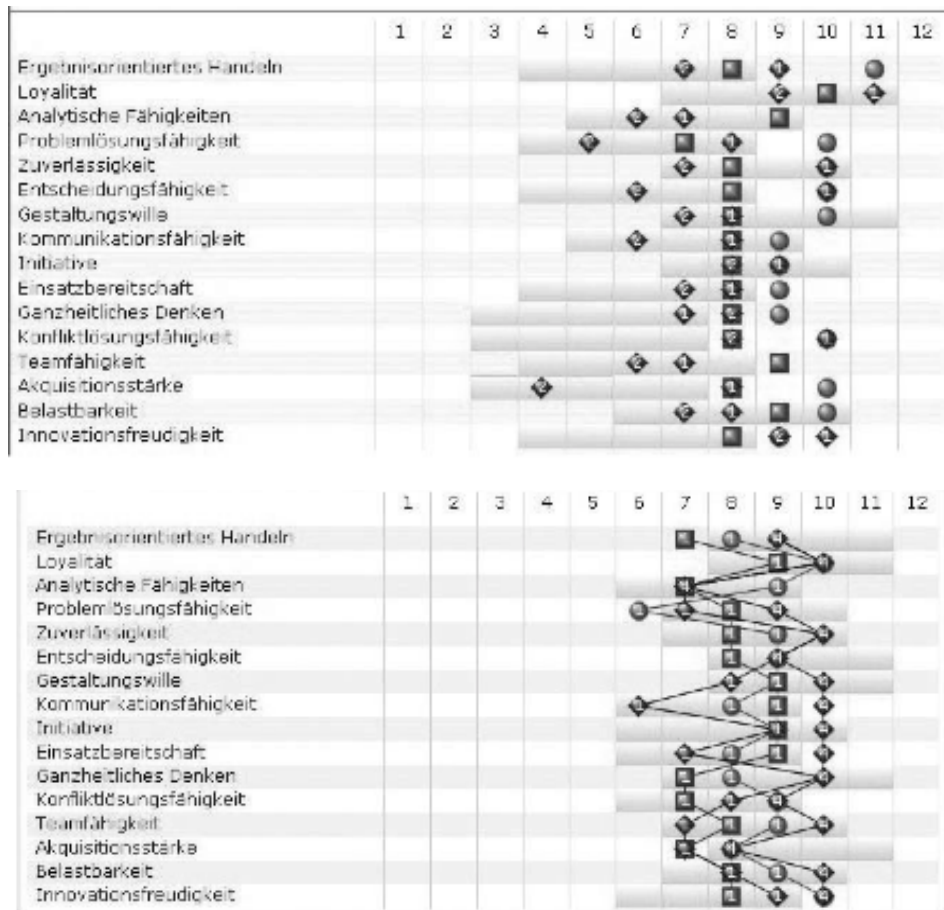 1 2 3 4 5 6 7 8 9 10 11 12
Ergebnisorientiertes Handeln
Loyalität
Analytische Fähigkeiten
Problemlösungsfähigkeit
Zuverlässigkeit
Entscheidungsfähigkeit
Gestaltungswille
Kommunikationsfähigkeit
Initiative
Einsatzbereitschaft
Ganzheitliches Denken
Konfliktlösungsfähigkeit
Teamfähigkeit
Akquisitionsstärke
Belastbarkeit
Innovationsfreudigkeit
1 2 3 4 5 6 7 8 9 10 11 12
Ergebnisorientiertes Handeln
Loyalität
Analytische Fähigkeiten
Problemlösungsfähigkeit
Zuverlässigkeit
Entscheidungsfähigkeit
Gestaltungswille
Kommunikationsfähigkeit
Initiative
Einsatzbereitschaft
Ganzheitliches Denken
Konfliktlösungsfähigkeit
Teamfähigkeit
Akquisitionsstärke
Belastbarkeit
Innovationsfreudigkeit